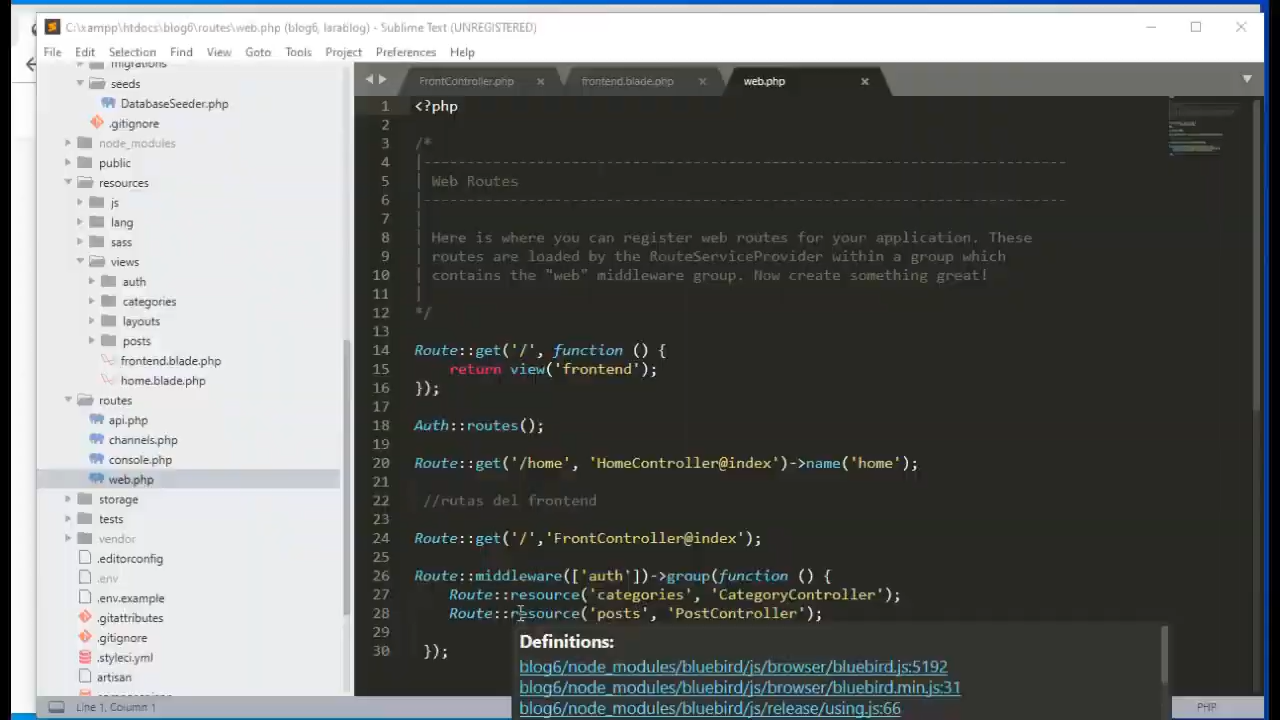 C:\xampp\htdocs\blog6\routes\web.php (blog6, larablog) - Sublime Text (UNREGISTERED)
File Edit Selection Find View Goto Tools Project Preferences Help
migrations
seeds
DatabaseSeeder.php
.gitignore
node_modules
public
resources
js
lang
sass
views
auth
categories
layouts
posts
frontend.blade.php
home.blade.php
routes
api.php
channels.php
console.php
web.php
storage
tests
vendor
.editorconfig
.env
.env.example
.gitattributes
.gitignore
.styleci.yml
artisan
FrontController.php frontend.blade.php web.php
1 <?php
2
3 /*
4 |--------------------------------------------------------------------------
5 | Web Routes
6 |--------------------------------------------------------------------------
7 |
8 | Here is where you can register web routes for your application. These
9 | routes are loaded by the RouteServiceProvider within a group which
10 | contains the "web" middleware group. Now create something great!
11 |
12 */
13
14 Route::get('/', function () {
15 return view('frontend');
16 });
17
18 Auth::routes();
19
20 Route::get('/home', 'HomeController@index')->name('home');
21
22 //rutas del frontend
23
24 Route::get('/','FrontController@index');
25
26 Route::middleware(['auth'])->group(function () {
27 Route::resource('categories', 'CategoryController');
28 Route::resource('posts', 'PostController');
29
30 });
Definitions:
blog6/node_modules/bluebird/js/browser/bluebird.js:5192
blog6/node_modules/bluebird/js/browser/bluebird.min.js:31
blog6/node_modules/bluebird/js/release/using.js:66
Line 1, Column 1
PHP